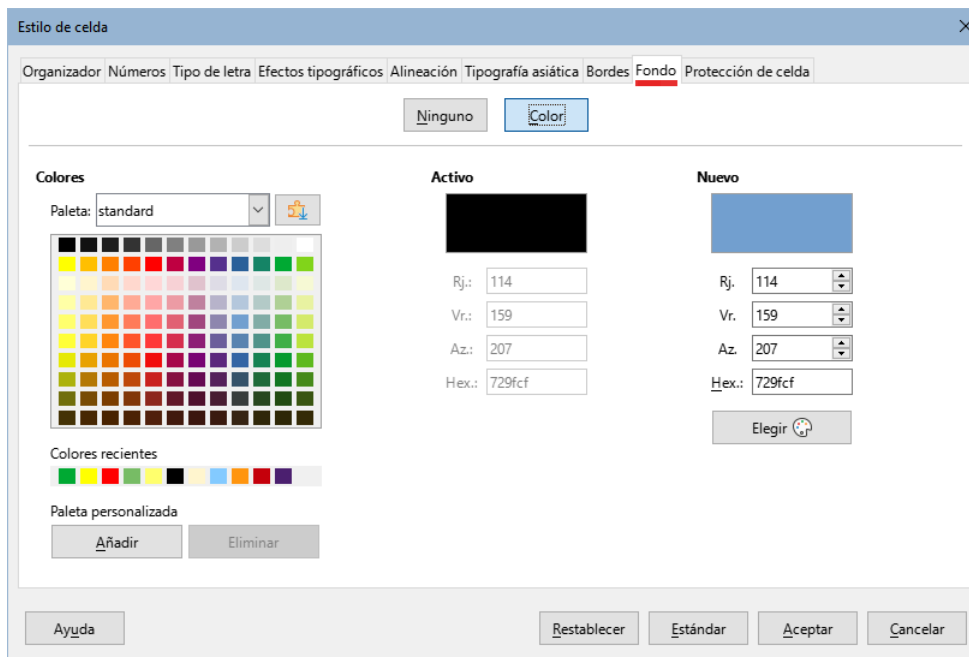 Estilo de celda
Organizador Números Tipo de letra Efectos tipográficos Alineación Tipografía asiática Bordes Fondo Protección de celda
Ninguno Color
Colores Activo Nuevo
Paleta: standard
Rj.: 114 Rj. 114
Vr.: 159 Vr. 159
Az.: 207 Az. 207
Hex.: 729fcf Hex.: 729fcf
Elegir
Colores recientes
Paleta personalizada
Añadir Eliminar
Ayuda Restablecer Estándar Aceptar Cancelar